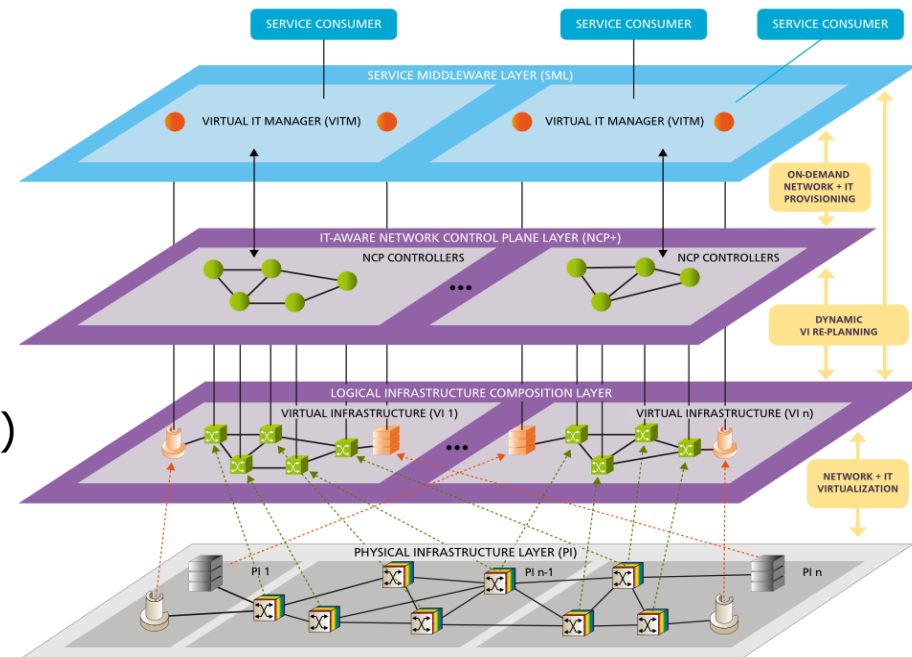 SERVICE CONSUMER
SERVICE CONSUMER
SERVICE CONSUMER
SERVICE MIDDLEWARE LAYER (SML)
VIRTUAL IT MANAGER (VITM)
VIRTUAL IT MANAGER (VITM)
ON-DEMAND
NETWORK + IT
PROVISIONING
IT-AWARE NETWORK CONTROL PLANE LAYER (NCP+)
NCP CONTROLLERS
NCP CONTROLLERS
...
DYNAMIC
VI RE-PLANNING
LOGICAL INFRASTRUCTURE COMPOSITION LAYER
VIRTUAL INFRASTRUCTURE (VI 1)
VIRTUAL INFRASTRUCTURE (VI n)
)
...
NETWORK + IT
VIRTUALIZATION
PHYSICAL INFRASTRUCTURE LAYER (PI)
PI 1
PI n-1
PI n